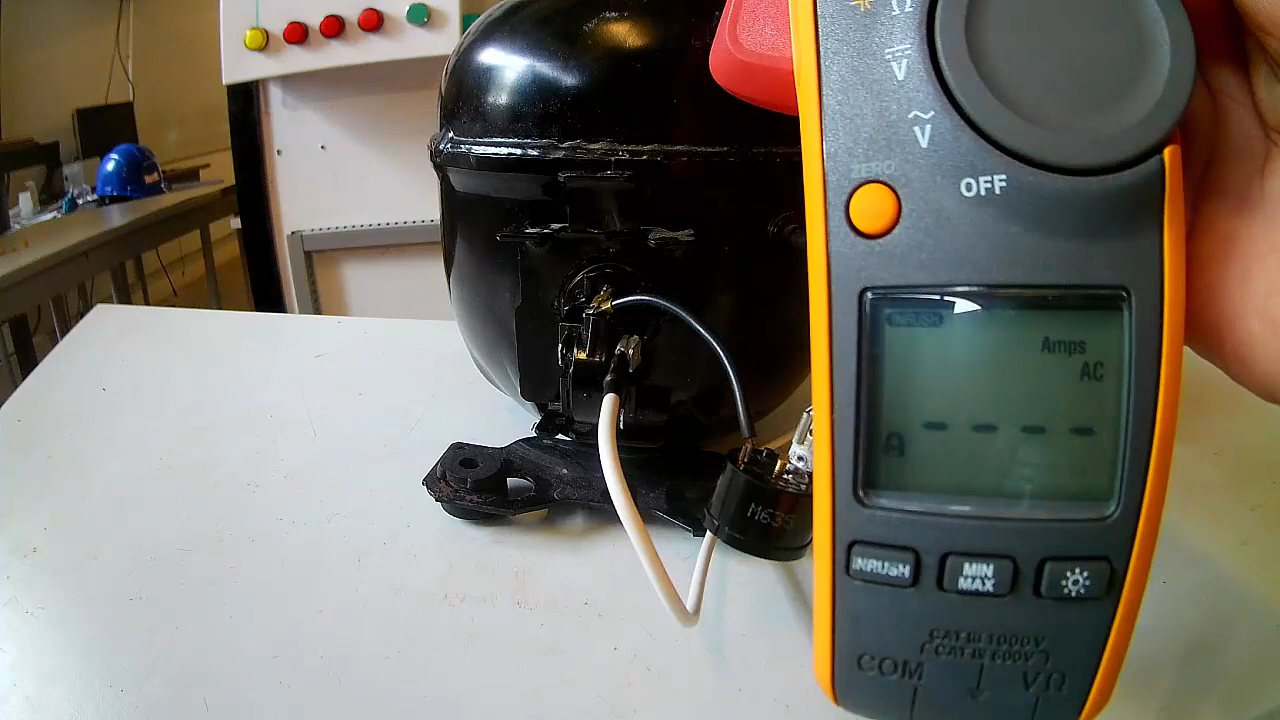 Ω
V
V
ZERO
OFF
INRUSH
Amps
AC
A
- - - -
M635
INRUSH
MIN
MAX
CAT III 1000V
CAT IV 600V
COM
VΩ